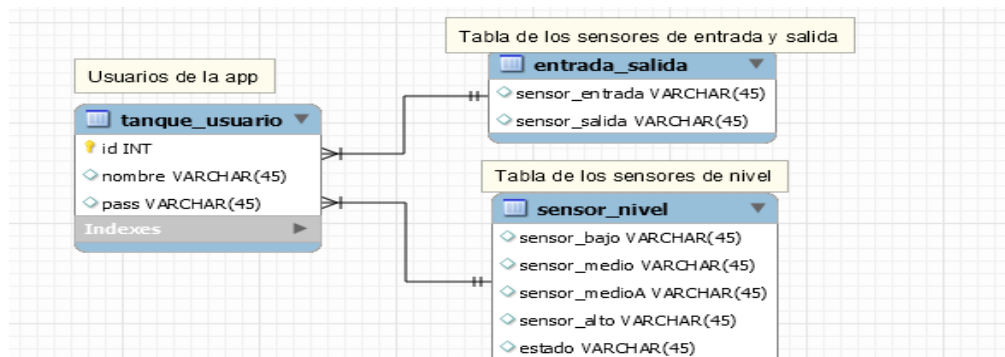 Usuarios de la app
tanque_usuario
id INT
nombre VARCHAR(45)
pass VARCHAR(45)
Indexes
Tabla de los sensores de entrada y salida
entrada_salida
sensor_entrada VARCHAR(45)
sensor_salida VARCHAR(45)
Tabla de los sensores de nivel
sensor_nivel
sensor_bajo VARCHAR(45)
sensor_medio VARCHAR(45)
sensor_medioA VARCHAR(45)
sensor_alto VARCHAR(45)
estado VARCHAR(45)